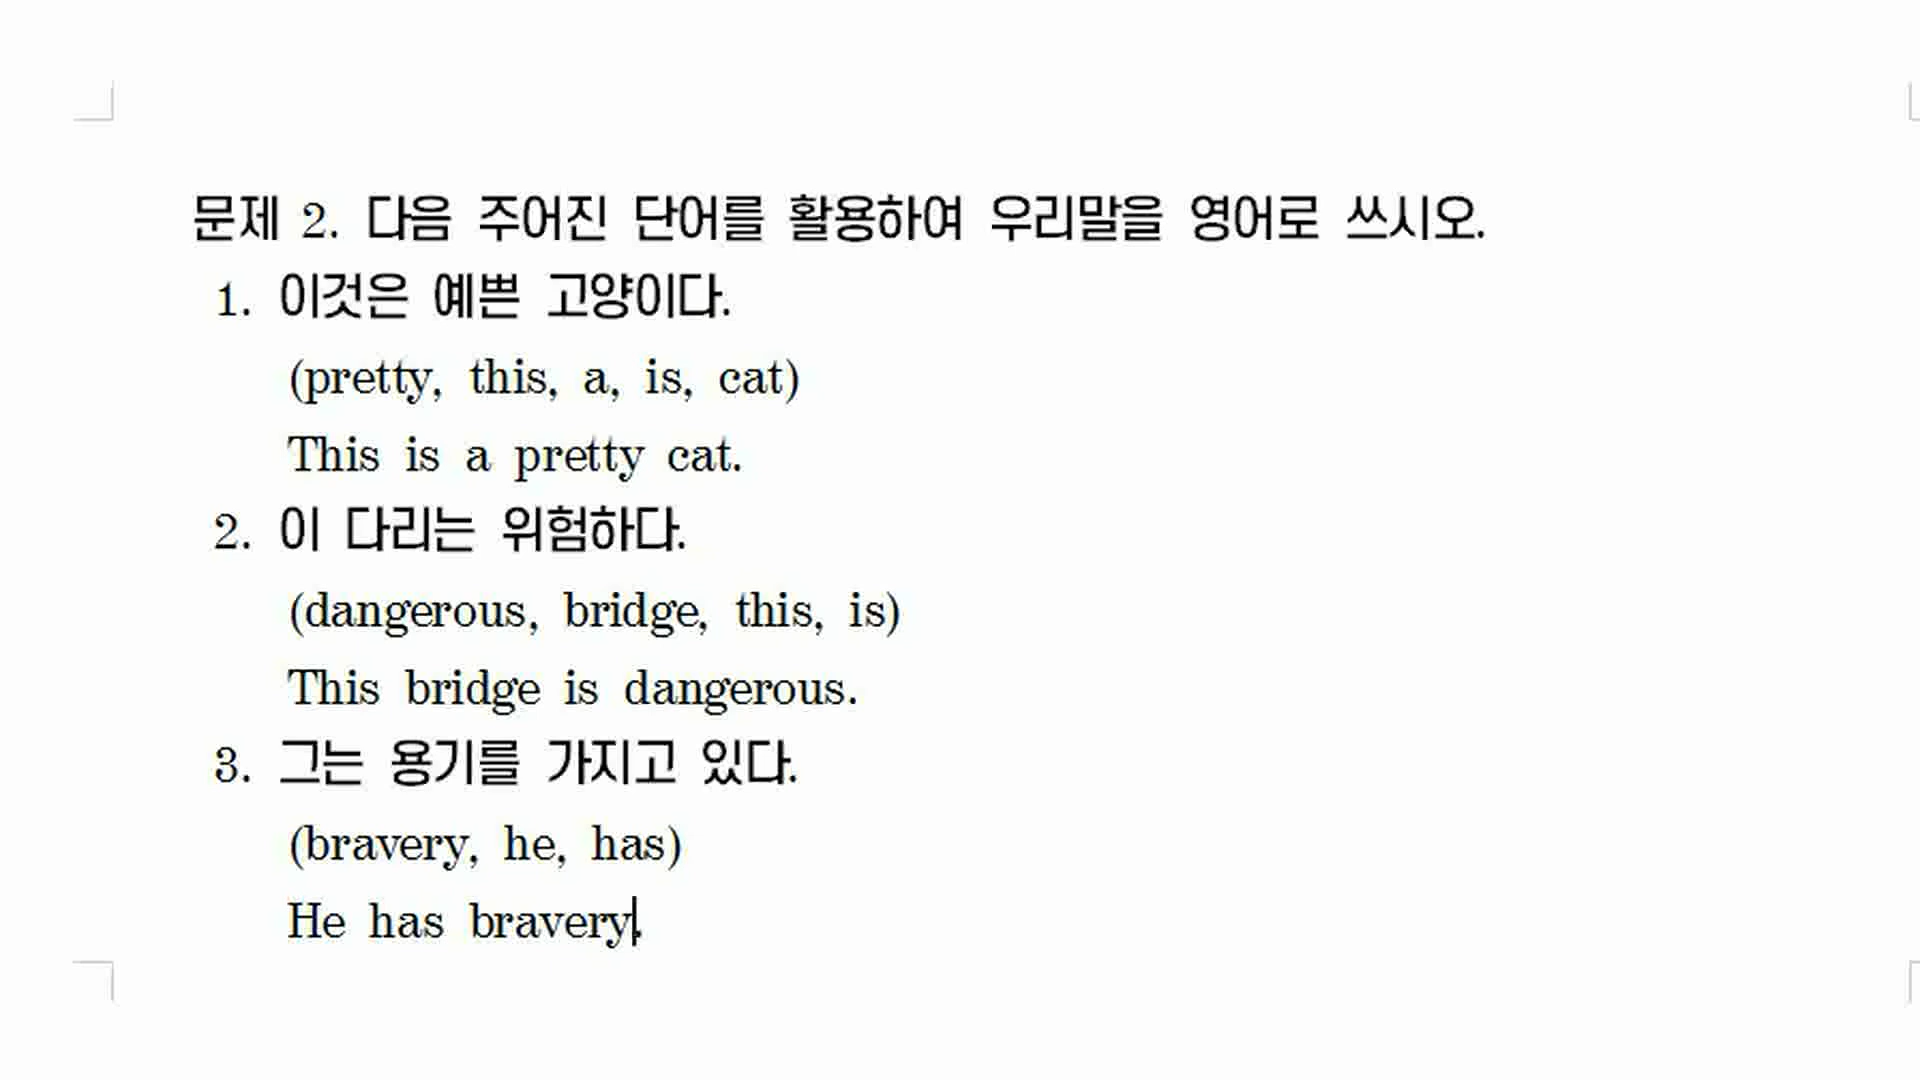 문제 2. 다음 주어진 단어를 활용하여 우리말을 영어로 쓰시오.
1. 이것은 예쁜 고양이다.
(pretty, this, a, is, cat)
This is a pretty cat.
2. 이 다리는 위험하다.
(dangerous, bridge, this, is)
This bridge is dangerous.
3. 그는 용기를 가지고 있다.
(bravery, he, has)
He has bravery.